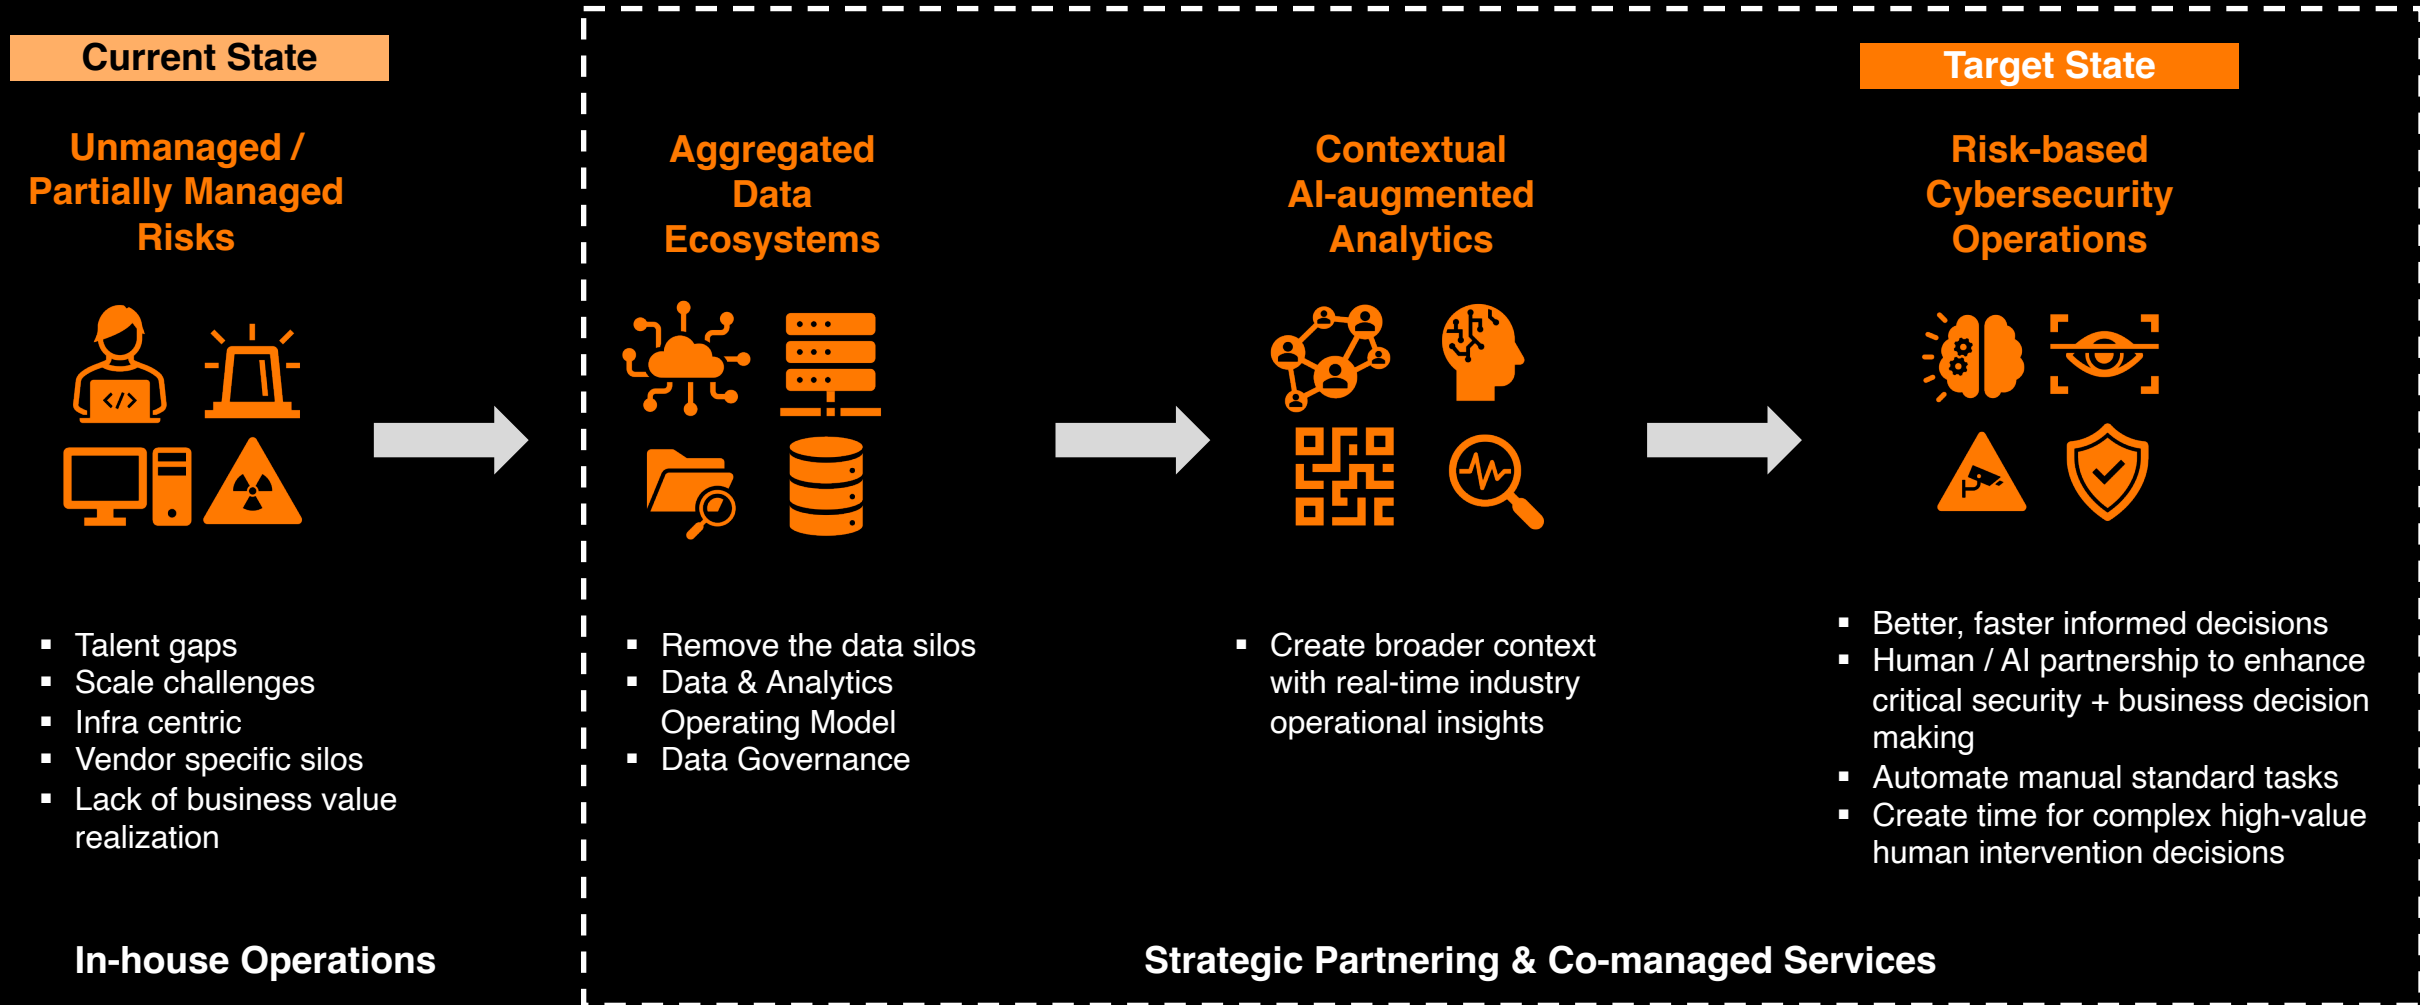 Current State
Unmanaged /
Partially Managed
Risks
</>
▪ Talent gaps
▪ Scale challenges
▪ Infra centric
▪ Vendor specific silos
▪ Lack of business value
realization
In-house Operations
Aggregated
Data
Ecosystems
▪ Remove the data silos
▪ Data & Analytics
Operating Model
▪ Data Governance
Contextual
AI-augmented
Analytics
▪ Create broader context
with real-time industry
operational insights
Target State
Risk-based
Cybersecurity
Operations
▪ Better, faster informed decisions
▪ Human / AI partnership to enhance
critical security + business decision
making
▪ Automate manual standard tasks
▪ Create time for complex high-value
human intervention decisions
Strategic Partnering & Co-managed Services